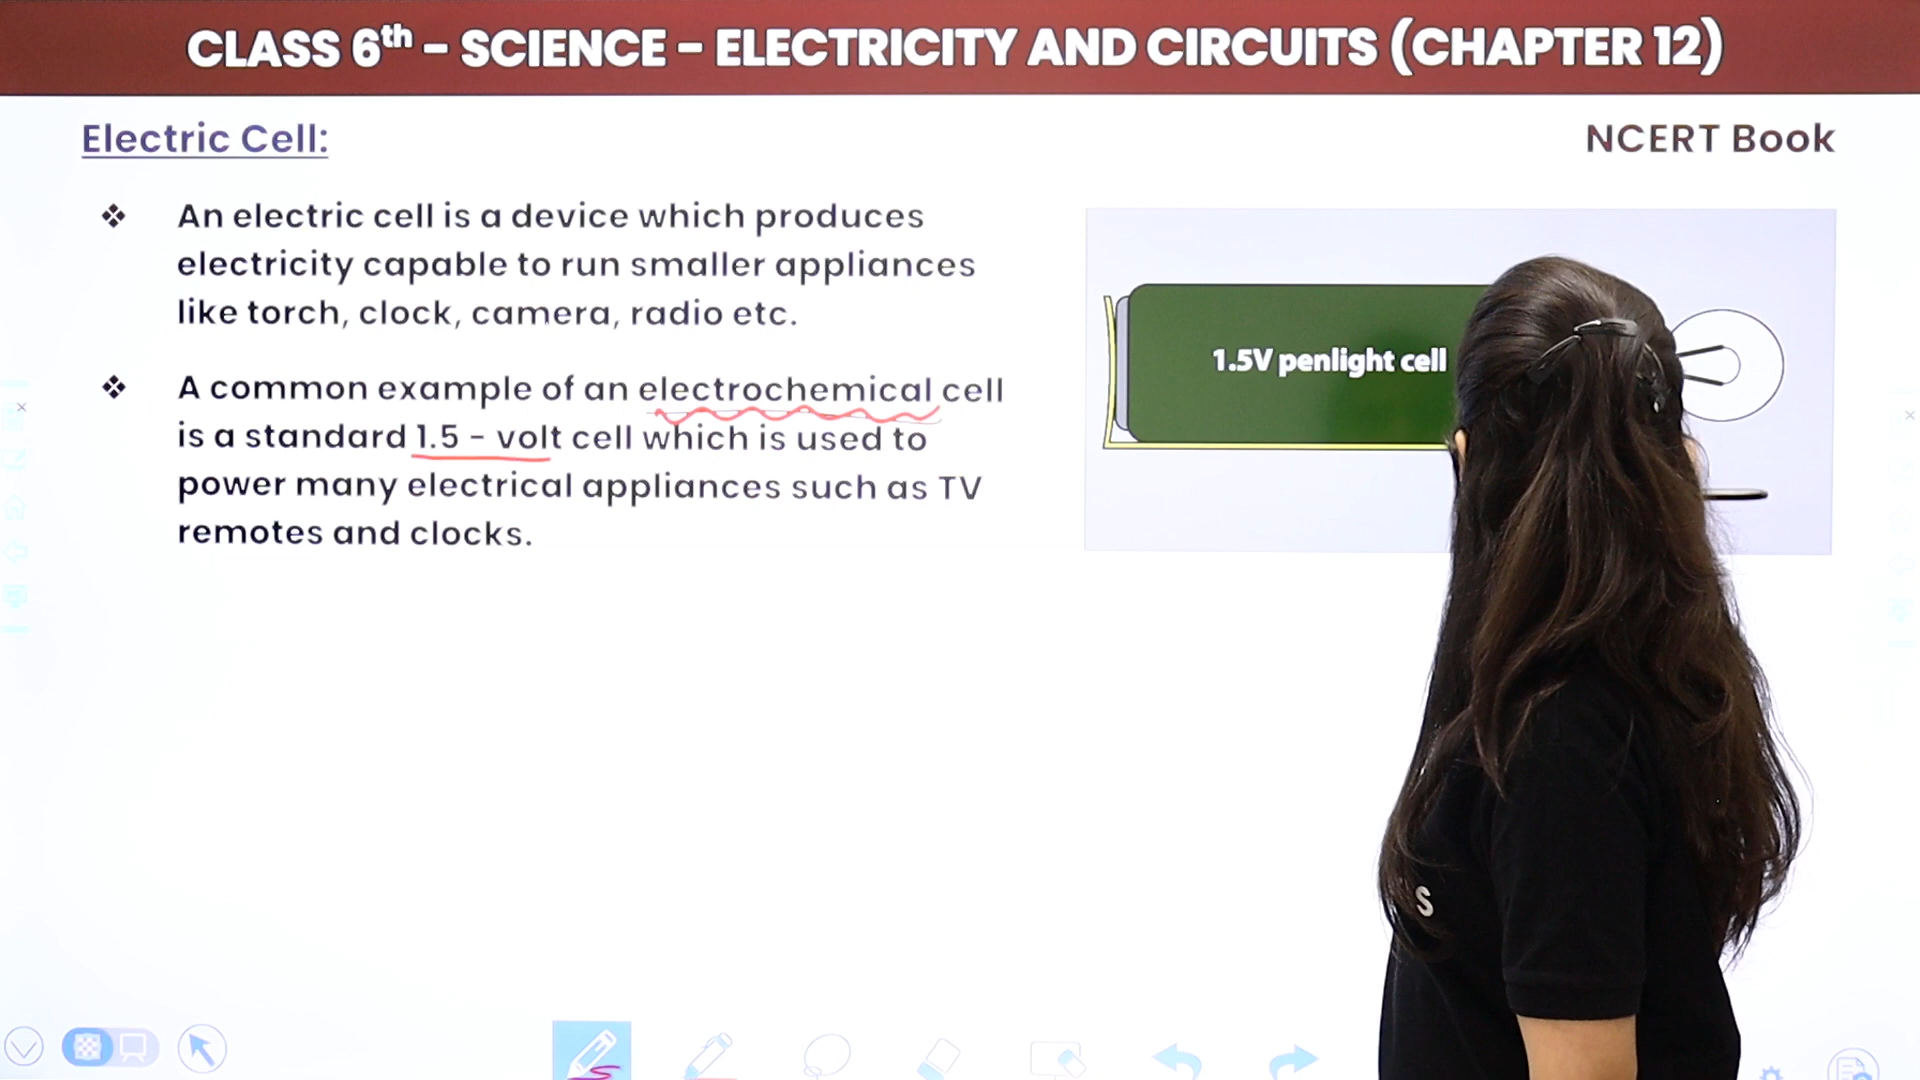 CLASS 6th – SCIENCE – ELECTRICITY AND CIRCUITS (CHAPTER 12)
Electric Cell:
NCERT Book
❖ An electric cell is a device which produces
electricity capable to run smaller appliances
like torch, clock, camera, radio etc.
❖ A common example of an electrochemical cell
is a standard 1.5 - volt cell which is used to
power many electrical appliances such as TV
remotes and clocks.
1.5V penlight cell
S